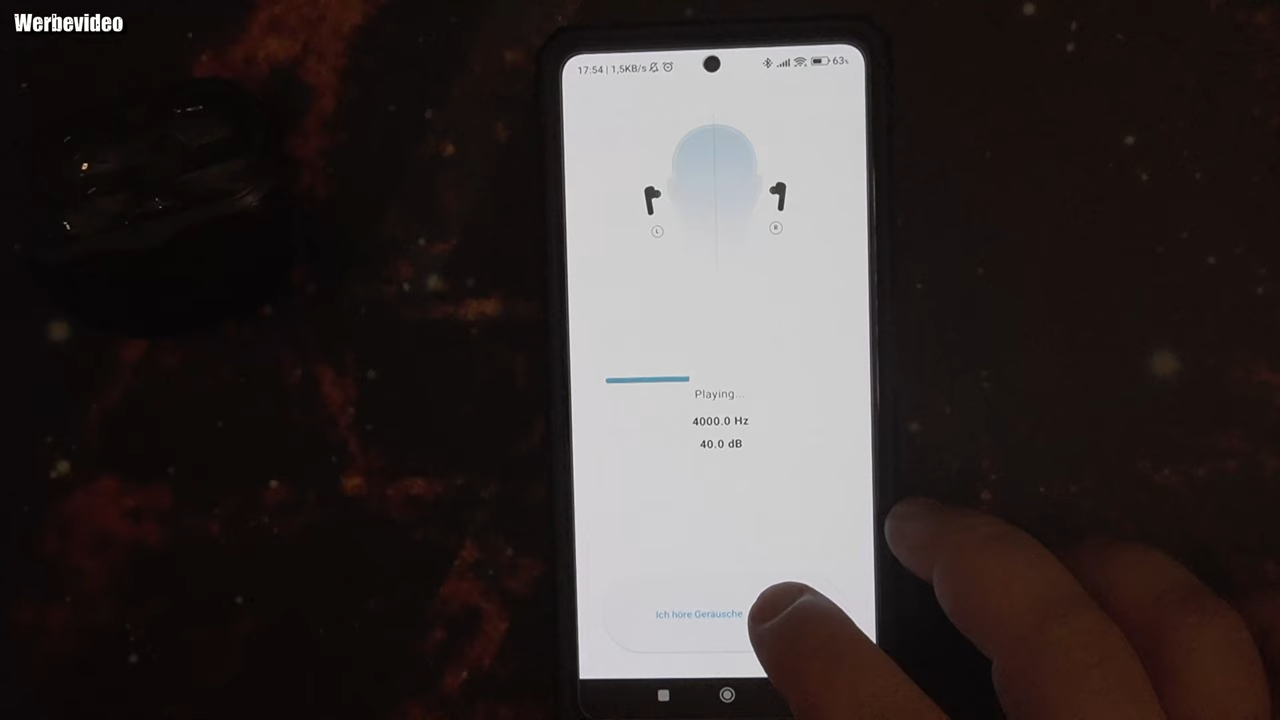 Werbevideo
17:54 | 1,5KB/s 63%
L R
Playing...
4000.0 Hz
40.0 dB
Ich höre Geräusche